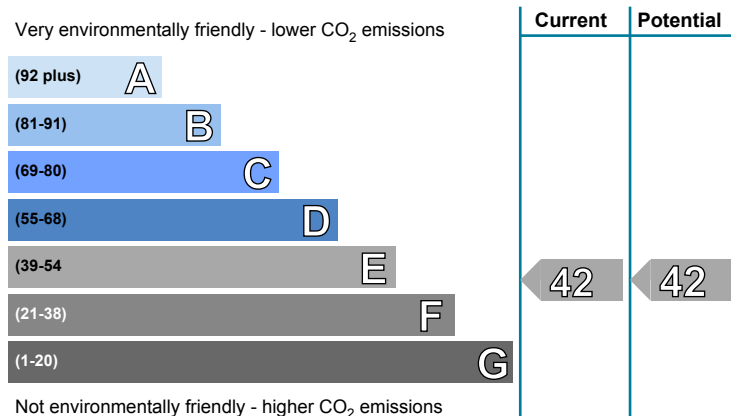 Very environmentally friendly - lower CO2 emissions
Current Potential
(92 plus) A
(81-91) B
(69-80) C
(55-68) D
(39-54 E
42 42
(21-38) F
(1-20) G
Not environmentally friendly - higher CO2 emissions